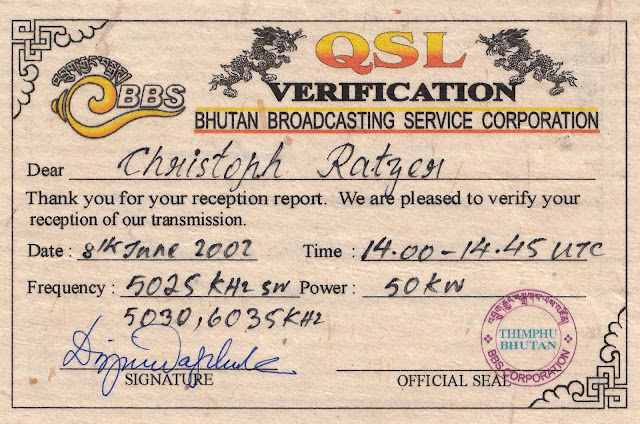 BBS
QSL
VERIFICATION
BHUTAN BROADCASTING SERVICE CORPORATION
Dear Christoph Ratzer
Thank you for your reception report. We are pleased to verify your
reception of our transmission.
Date : 8th June 2002 Time : 14.00-14.45 UTC
Frequency : 5025 KHz SW Power : 50KW
5030, 6035 KHz
SIGNATURE OFFICIAL SEAL
THIMPHU
BHUTAN
BBS CORPORATION